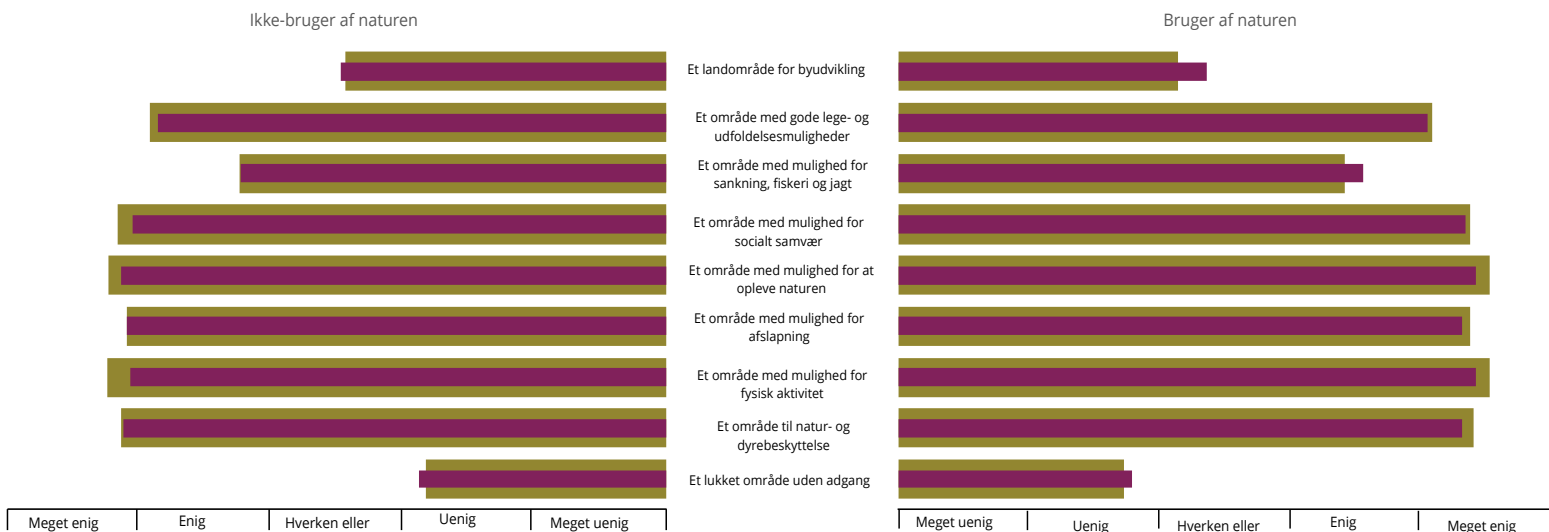 Ikke-bruger af naturen
Bruger af naturen
Et landområde for byudvikling
Et område med gode lege- og
udfoldelsesmuligheder
Et område med mulighed for
sankning, fiskeri og jagt
Et område med mulighed for
socialt samvær
Et område med mulighed for at
opleve naturen
Et område med mulighed for
afslapning
Et område med mulighed for
fysisk aktivitet
Et område til natur- og
dyrebeskyttelse
Et lukket område uden adgang
Meget enig
Enig
Hverken eller
Uenig
Meget uenig
Meget uenig
Uenig
Hverken eller
Enig
Meget enig